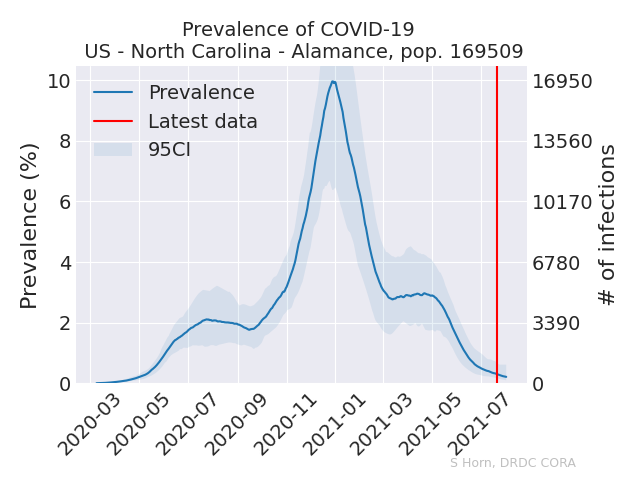 Prevalence of COVID-19
US - North Carolina - Alamance, pop. 169509
Prevalence
Latest data
95CI
Prevalence (%)
10
8
6
4
2
0
16950
13560
10170
6780
3390
0
# of infections
2020-03
2020-05
2020-07
2020-09
2020-11
2021-01
2021-03
2021-05
2021-07
S Horn, DRDC CORA